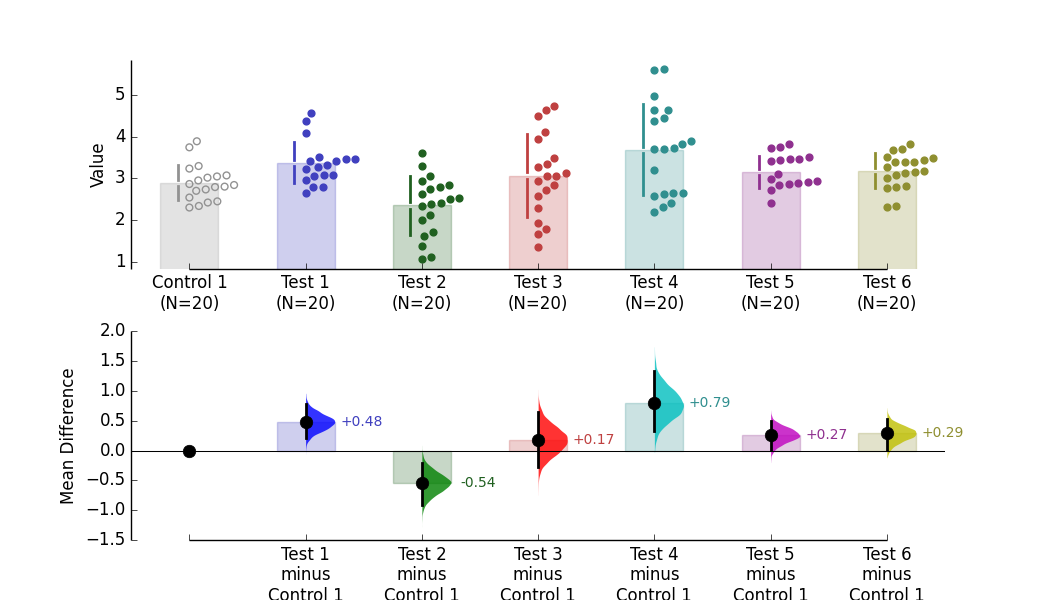 Value
5
4
3
2
1
Control 1 Test 1 Test 2 Test 3 Test 4 Test 5 Test 6
(N=20) (N=20) (N=20) (N=20) (N=20) (N=20) (N=20)
Mean Difference
2.0
1.5
1.0
0.5
0.0
−0.5
−1.0
−1.5
+0.48
-0.54
+0.17
+0.79
+0.27
+0.29
Test 1 Test 2 Test 3 Test 4 Test 5 Test 6
minus minus minus minus minus minus
Control 1 Control 1 Control 1 Control 1 Control 1 Control 1